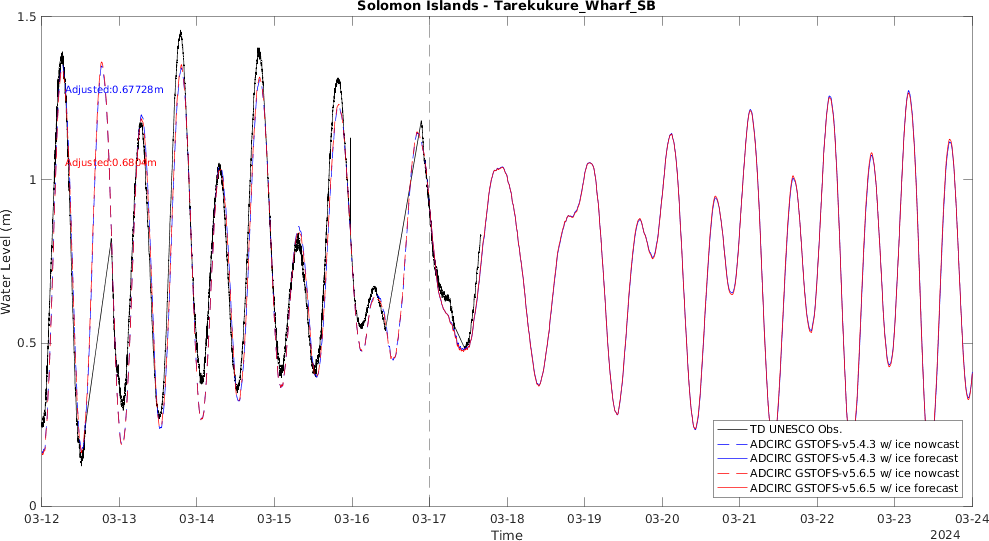 Solomon Islands - Tarekukure_Wharf_SB
1.5
Adjusted:0.67728m
Adjusted:0.6804m
1
Water Level (m)
0.5
0
TD UNESCO Obs.
ADCIRC GSTOFS-v5.4.3 w/ ice nowcast
ADCIRC GSTOFS-v5.4.3 w/ ice forecast
ADCIRC GSTOFS-v5.6.5 w/ ice nowcast
ADCIRC GSTOFS-v5.6.5 w/ ice forecast
03-12 03-13 03-14 03-15 03-16 03-17 03-18 03-19 03-20 03-21 03-22 03-23 03-24
Time 2024